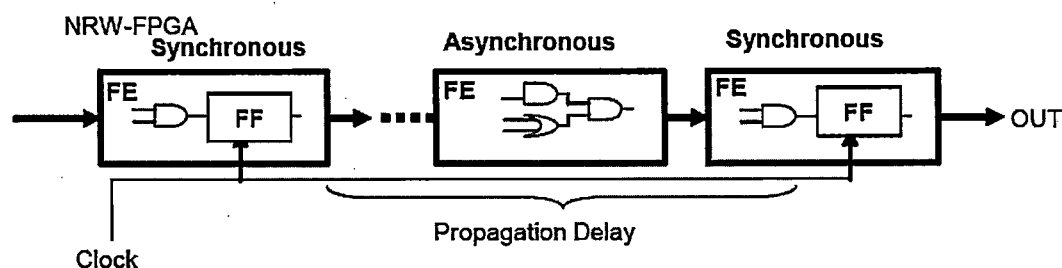 NRW-FPGA
Synchronous
Asynchronous
Synchronous
FE
FF
FE
FE
FF
OUT
Propagation Delay
Clock